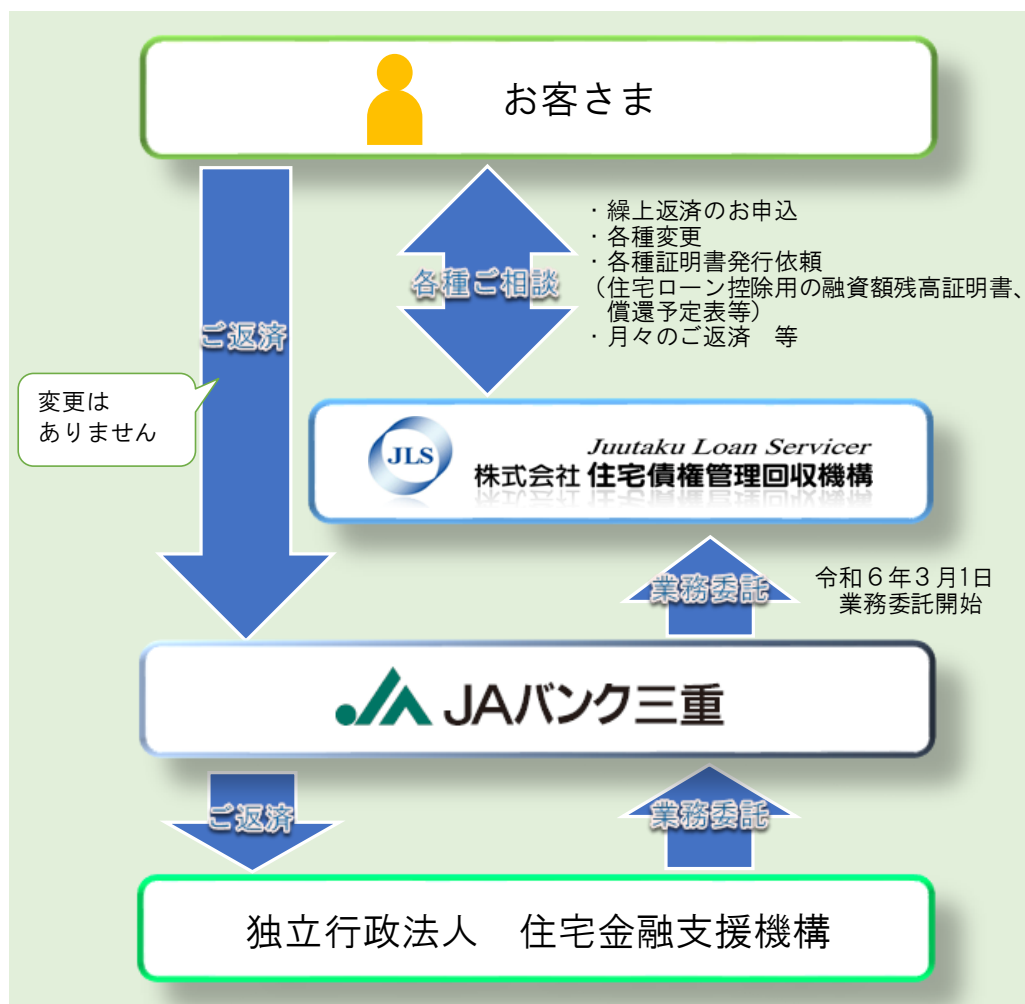 お客さま
・繰上返済のお申込
・各種変更
・各種証明書発行依頼
（住宅ローン控除用の融資額残高証明書、
償還予定表等）
・月々のご返済　等
各種ご相談
ご返済
変更は
ありません
JLS
Juutaku Loan Servicer
株式会社 住宅債権管理回収機構
業務委託
令和６年３月1日
業務委託開始
JAバンク三重
ご返済
業務委託
独立行政法人　住宅金融支援機構